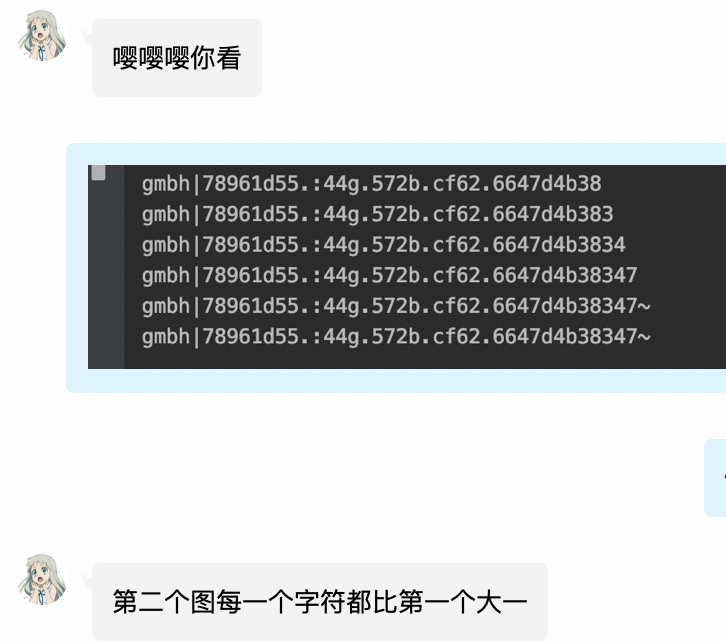 嘤嘤嘤你看
gmbh|78961d55.:44g.572b.cf62.6647d4b38
gmbh|78961d55.:44g.572b.cf62.6647d4b383
gmbh|78961d55.:44g.572b.cf62.6647d4b3834
gmbh|78961d55.:44g.572b.cf62.6647d4b38347
gmbh|78961d55.:44g.572b.cf62.6647d4b38347~
gmbh|78961d55.:44g.572b.cf62.6647d4b38347~
第二个图每一个字符都比第一个大一